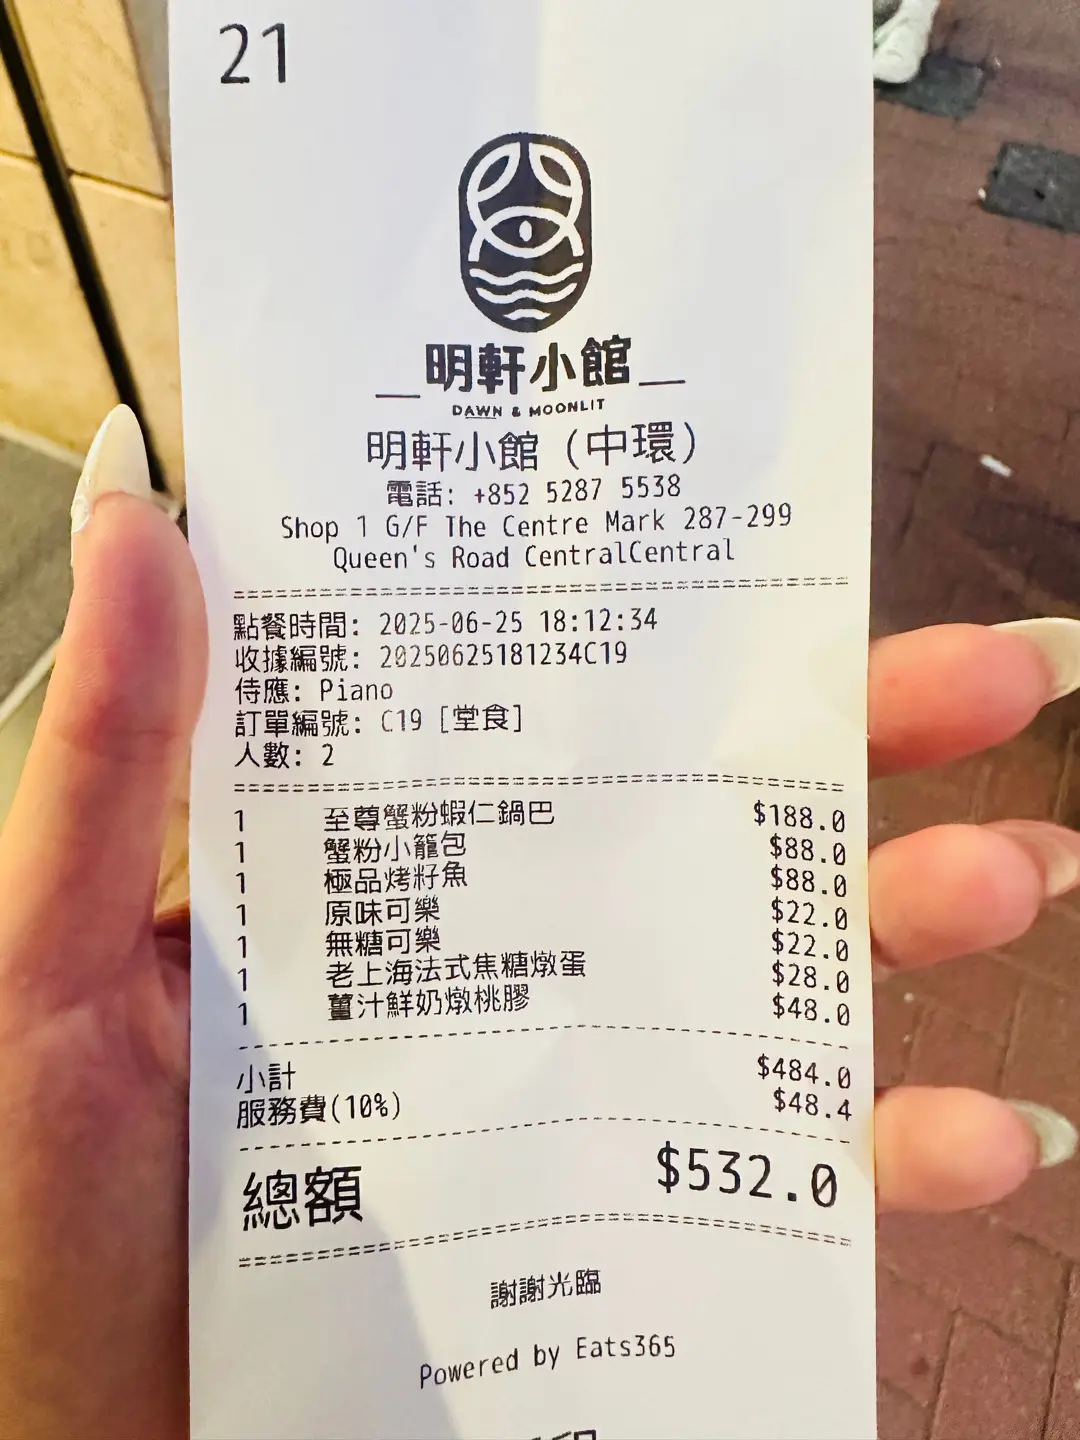 21
明軒小館
DAWN & MOONLIT
明軒小館 (中環)
電話: +852 5287 5538
Shop 1 G/F The Centre Mark 287-299
Queen's Road CentralCentral
點餐時間: 2025-06-25 18:12:34
收據編號: 20250625181234C19
侍應: Piano
訂單編號: C19 [堂食]
人數: 2
1 至尊蟹粉蝦仁鍋巴 $188.0
1 蟹粉小籠包 $88.0
1 極品烤籽魚 $88.0
1 原味可樂 $22.0
1 無糖可樂 $22.0
1 老上海法式焦糖燉蛋 $28.0
1 薑汁鮮奶燉桃膠 $48.0
小計 $484.0
服務費(10%) $48.4
總額 $532.0
謝謝光臨
Powered by Eats365